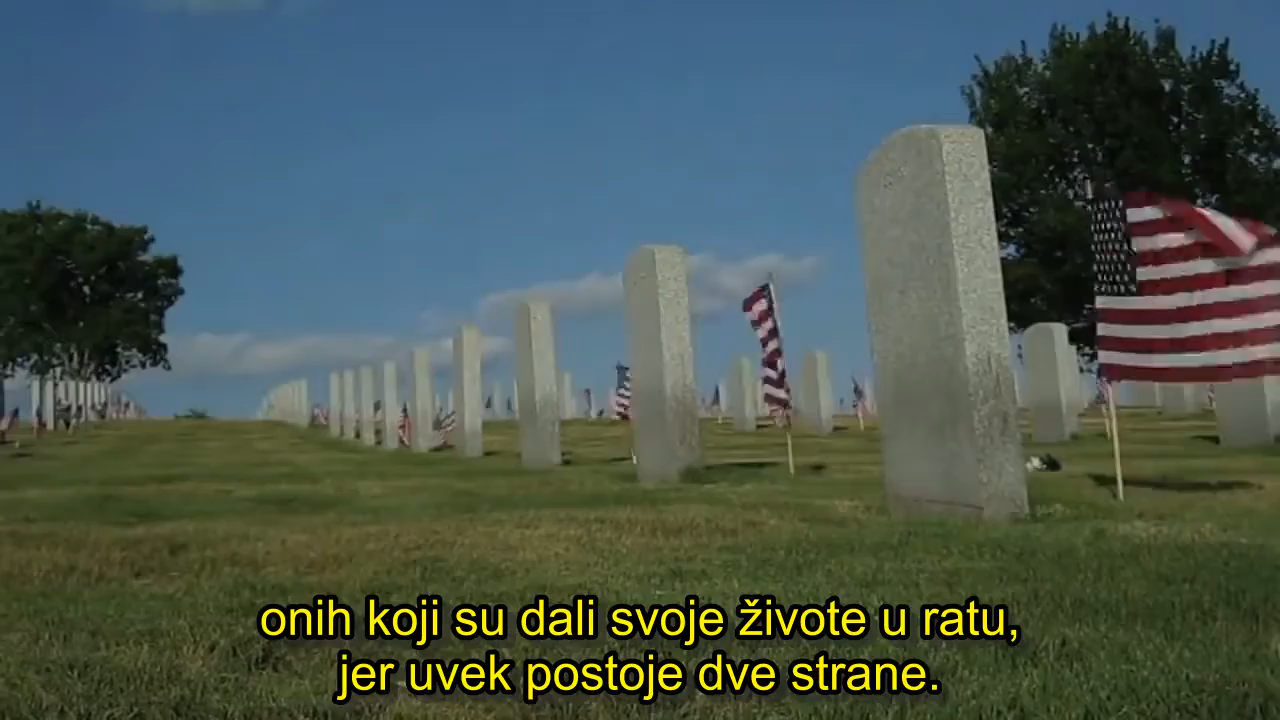 onih koji su dali svoje živote u ratu,
jer uvek postoje dve strane.